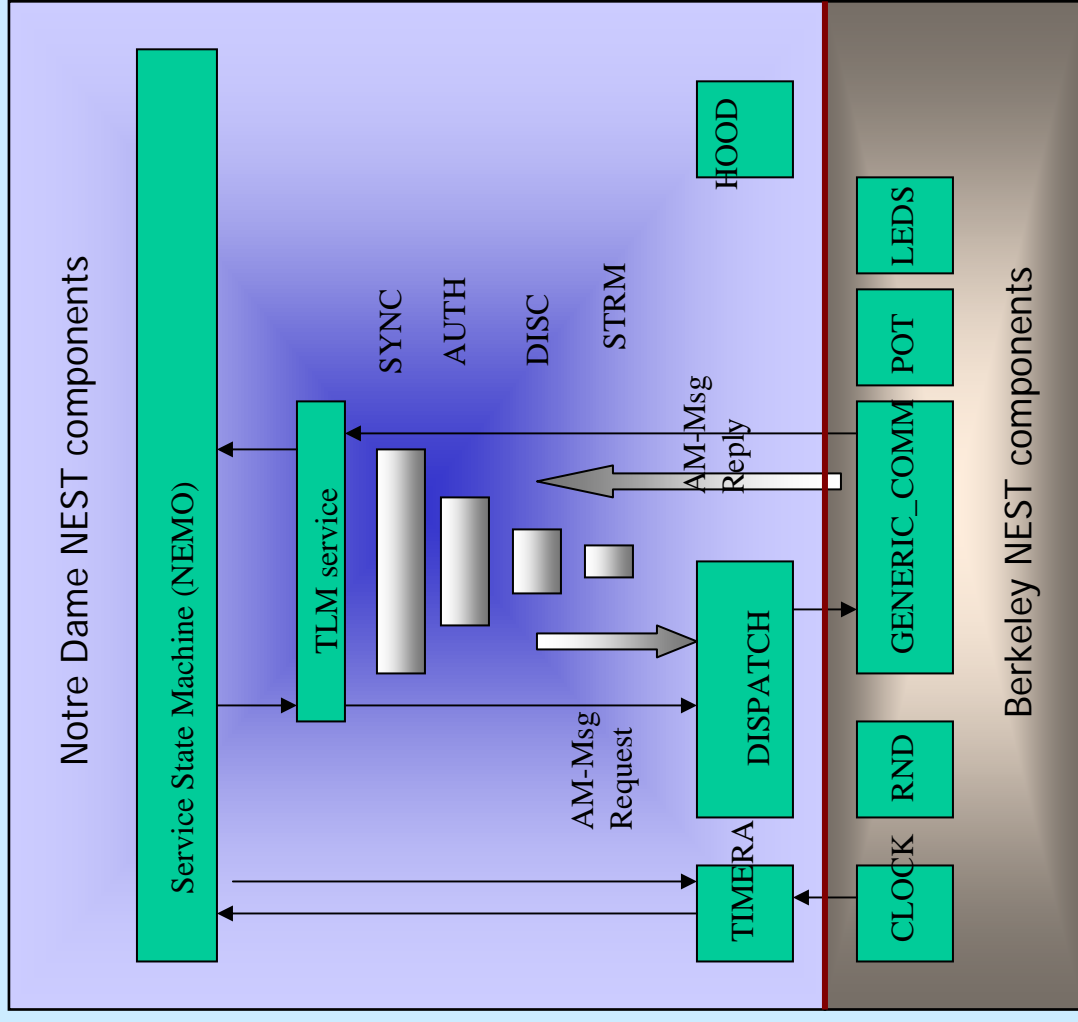 Notre Dame NEST components
Service State Machine (NEMO)
TLM service
SYNC
AUTH
DISC
STRM
AM-Msg
Request
AM-Msg
Reply
TIMERA
DISPATCH
HOOD
CLOCK
RND
GENERIC_COMM
POT
LEDS
Berkeley NEST components